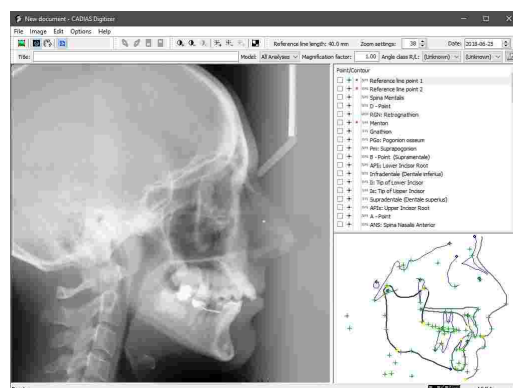 New document - CADIAS Digitiser
File Image Edit Options Help
Reference line length: 40.0 mm Zoom settings: 38 Date: 2018-06-25
Title: Model: All Analyses Magnification factor: 1.00 Angle class R/L: (Unknown) (Unknown)
Point/Contour
Reference line point 1
Reference line point 2
Spina Mentalis
D - Point
RGN: Retrognathion
Menton
Gnathion
PGo: Pogonion osseum
Pm: Suprapogonion
B - Point (Supramentale)
APIi: Lower Incisor Root
Infradentale (Dentale inferius)
Ii: Tip of Lower Incisor
Is: Tip of Upper Incisor
Supradentale (Dentale superius)
APIs: Upper Incisor Root
A - Point
ANS: Spina Nasalis Anterior